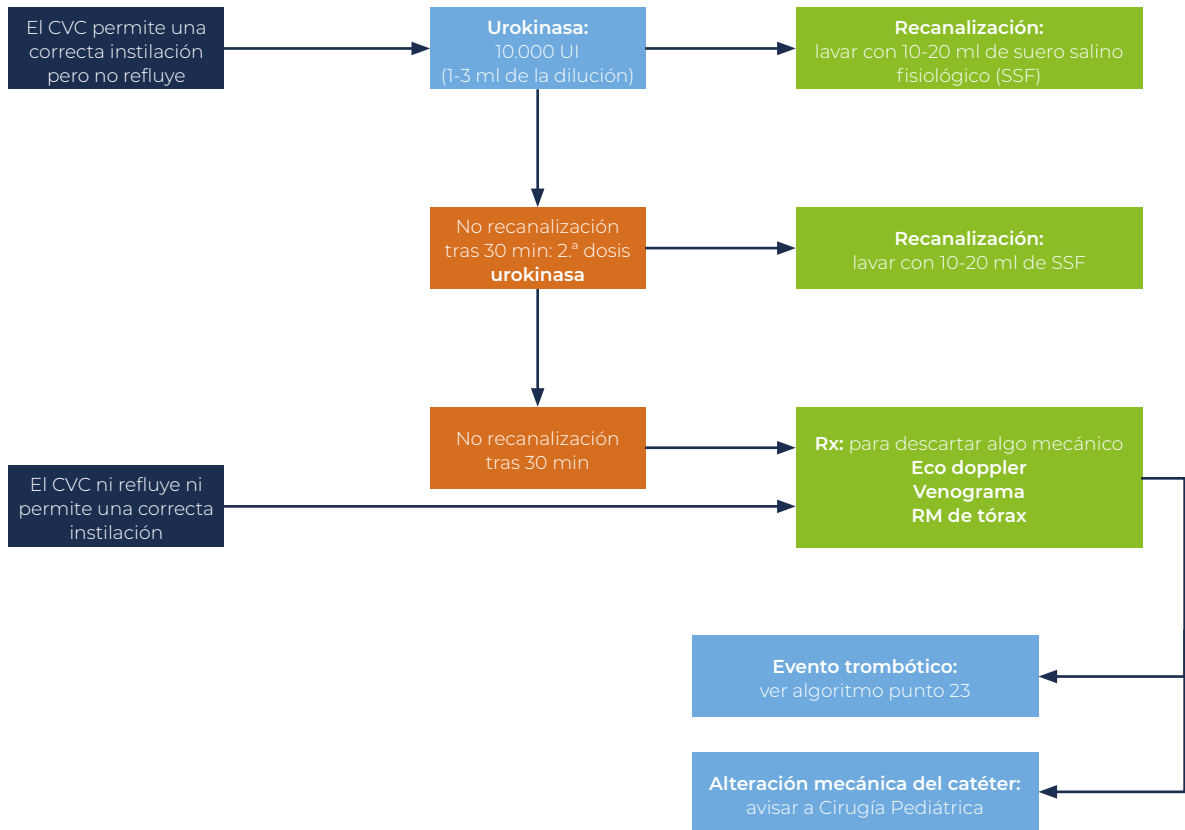 El CVC permite una
correcta instilación
pero no refluye
Urokinasa:
10.000 UI
(1-3 ml de la dilución)
Recanalización:
lavar con 10-20 ml de suero salino
fisiológico (SSF)
No recanalización
tras 30 min: 2.ª dosis
urokinasa
Recanalización:
lavar con 10-20 ml de SSF
No recanalización
tras 30 min
Rx: para descartar algo mecánico
Eco doppler
Venograma
RM de tórax
El CVC ni refluye ni
permite una correcta
instilación
Evento trombótico:
ver algoritmo punto 23
Alteración mecánica del catéter:
avisar a Cirugía Pediátrica